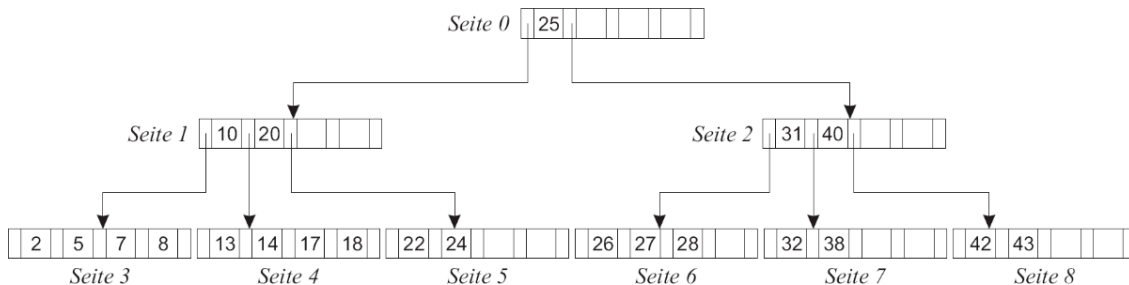 Seite 0 25
Seite 1 10 20
Seite 2 31 40
2 5 7 8 13 14 17 18 22 24 26 27 28 32 38 42 43
Seite 3 Seite 4 Seite 5 Seite 6 Seite 7 Seite 8